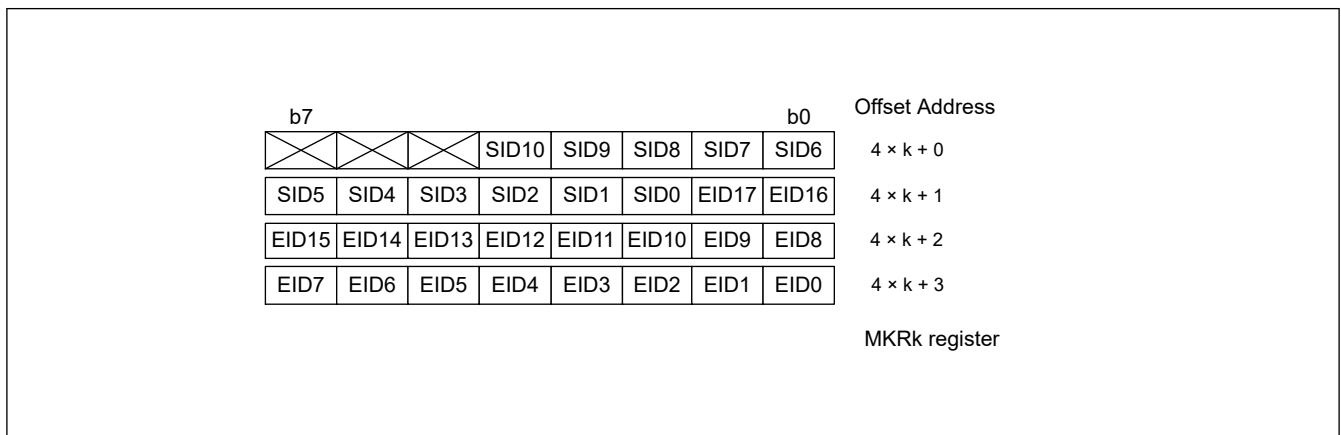 b7 b0 Offset Address
SID10 SID9 SID8 SID7 SID6 4 × k + 0
SID5 SID4 SID3 SID2 SID1 SID0 EID17 EID16 4 × k + 1
EID15 EID14 EID13 EID12 EID11 EID10 EID9 EID8 4 × k + 2
EID7 EID6 EID5 EID4 EID3 EID2 EID1 EID0 4 × k + 3
MKRk register